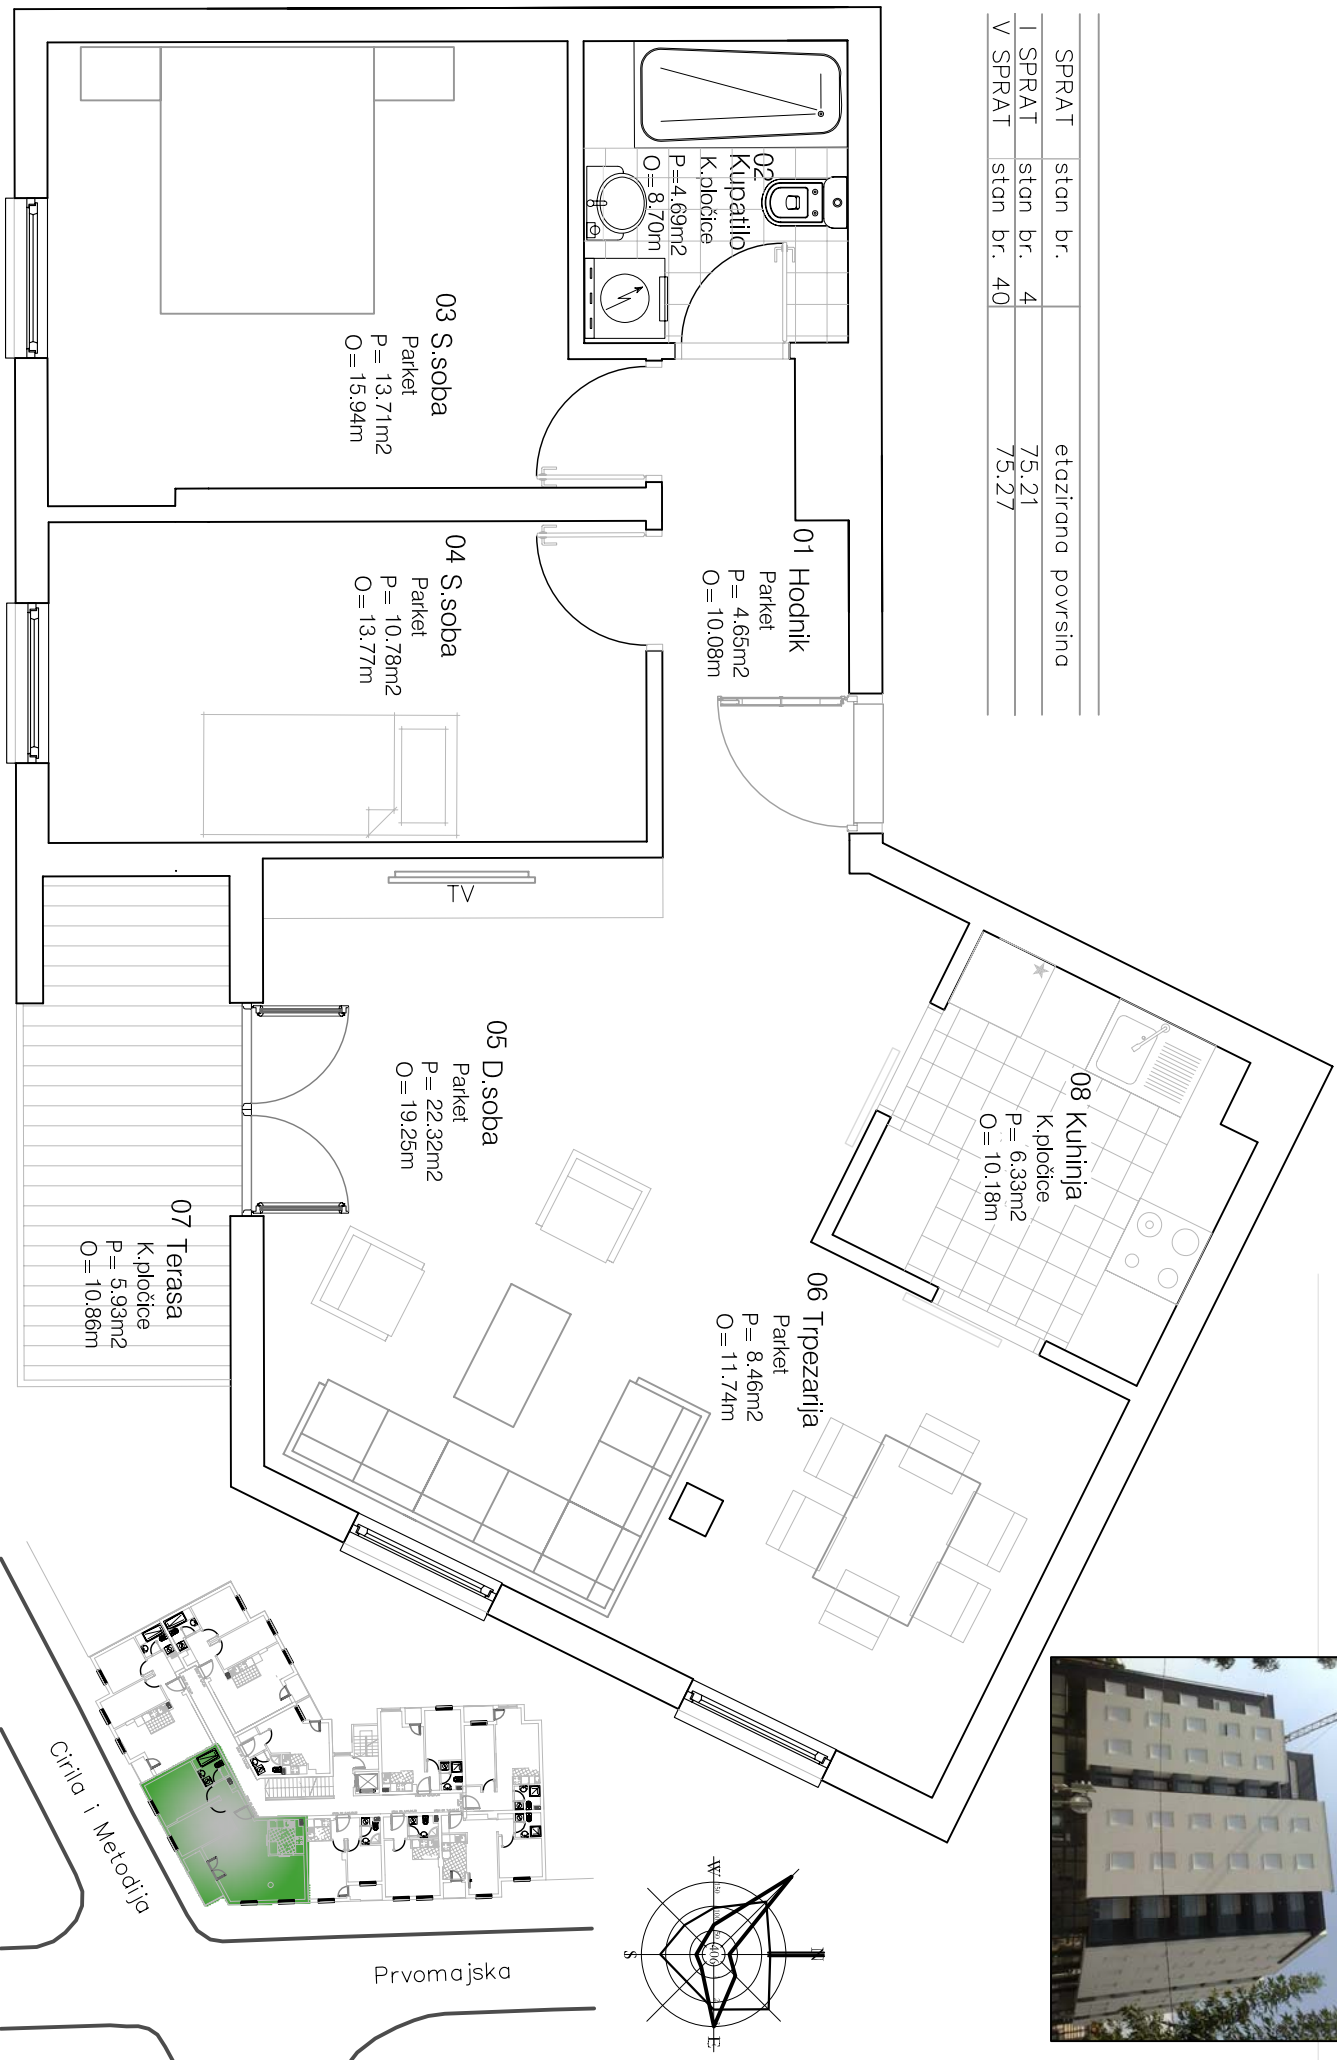 SPRAT stan br. etazirana povrsina
I SPRAT stan br. 4 75.21
V SPRAT stan br. 40 75.27
02
Kupatilo
K.pločice
P=4.69m2
O=8.70m
03 S.soba
Parket
P= 13.71m2
O= 15.94m
01 Hodnik
Parket
P= 4.65m2
O= 10.08m
04 S.soba
Parket
P= 10.78m2
O= 13.77m
TV
05 D.soba
Parket
P= 22.32m2
O= 19.25m
08 Kuhinja
K.pločice
P= 6.33m2
O= 10.18m
07 Terasa
K.pločice
P= 5.93m2
O= 10.86m
06 Trpezarija
Parket
P= 8.46m2
O= 11.74m
Cirila i Metodija
Prvomajska
N
W
E
S